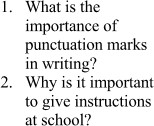 1. What is the
importance of
punctuation marks
in writing?
2. Why is it important
to give instructions
at school?